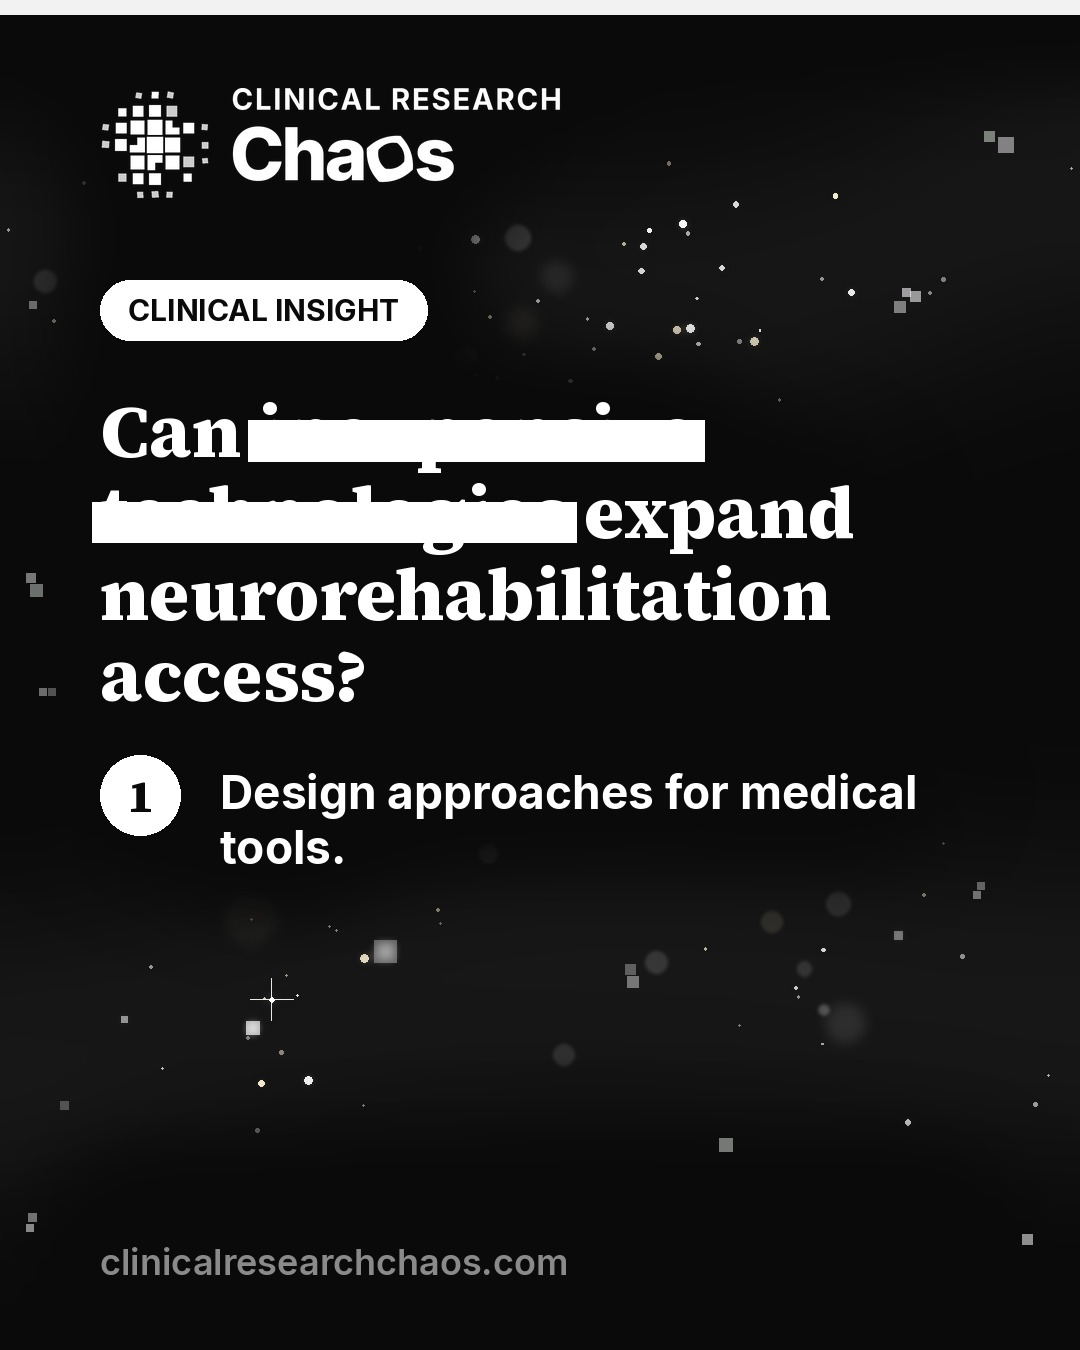 CLINICAL RESEARCH
Chaos
CLINICAL INSIGHT
Can
expand
neurorehabilitation
access?
1
Design approaches for medical
tools.
clinicalresearchchaos.com